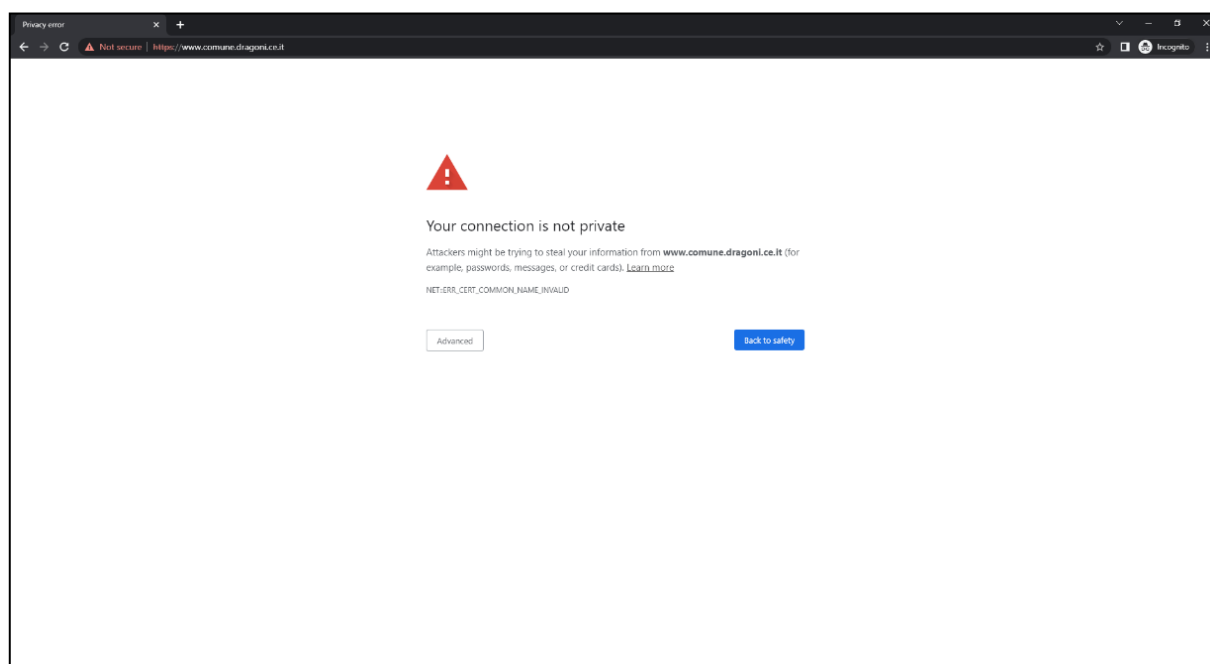 Privacy error
Not secure | https://www.comune.dragoni.ce.it
Incognito
Your connection is not private
Attackers might be trying to steal your information from www.comune.dragoni.ce.it (for
example, passwords, messages, or credit cards). Learn more
NET::ERR_CERT_COMMON_NAME_INVALID
Advanced
Back to safety